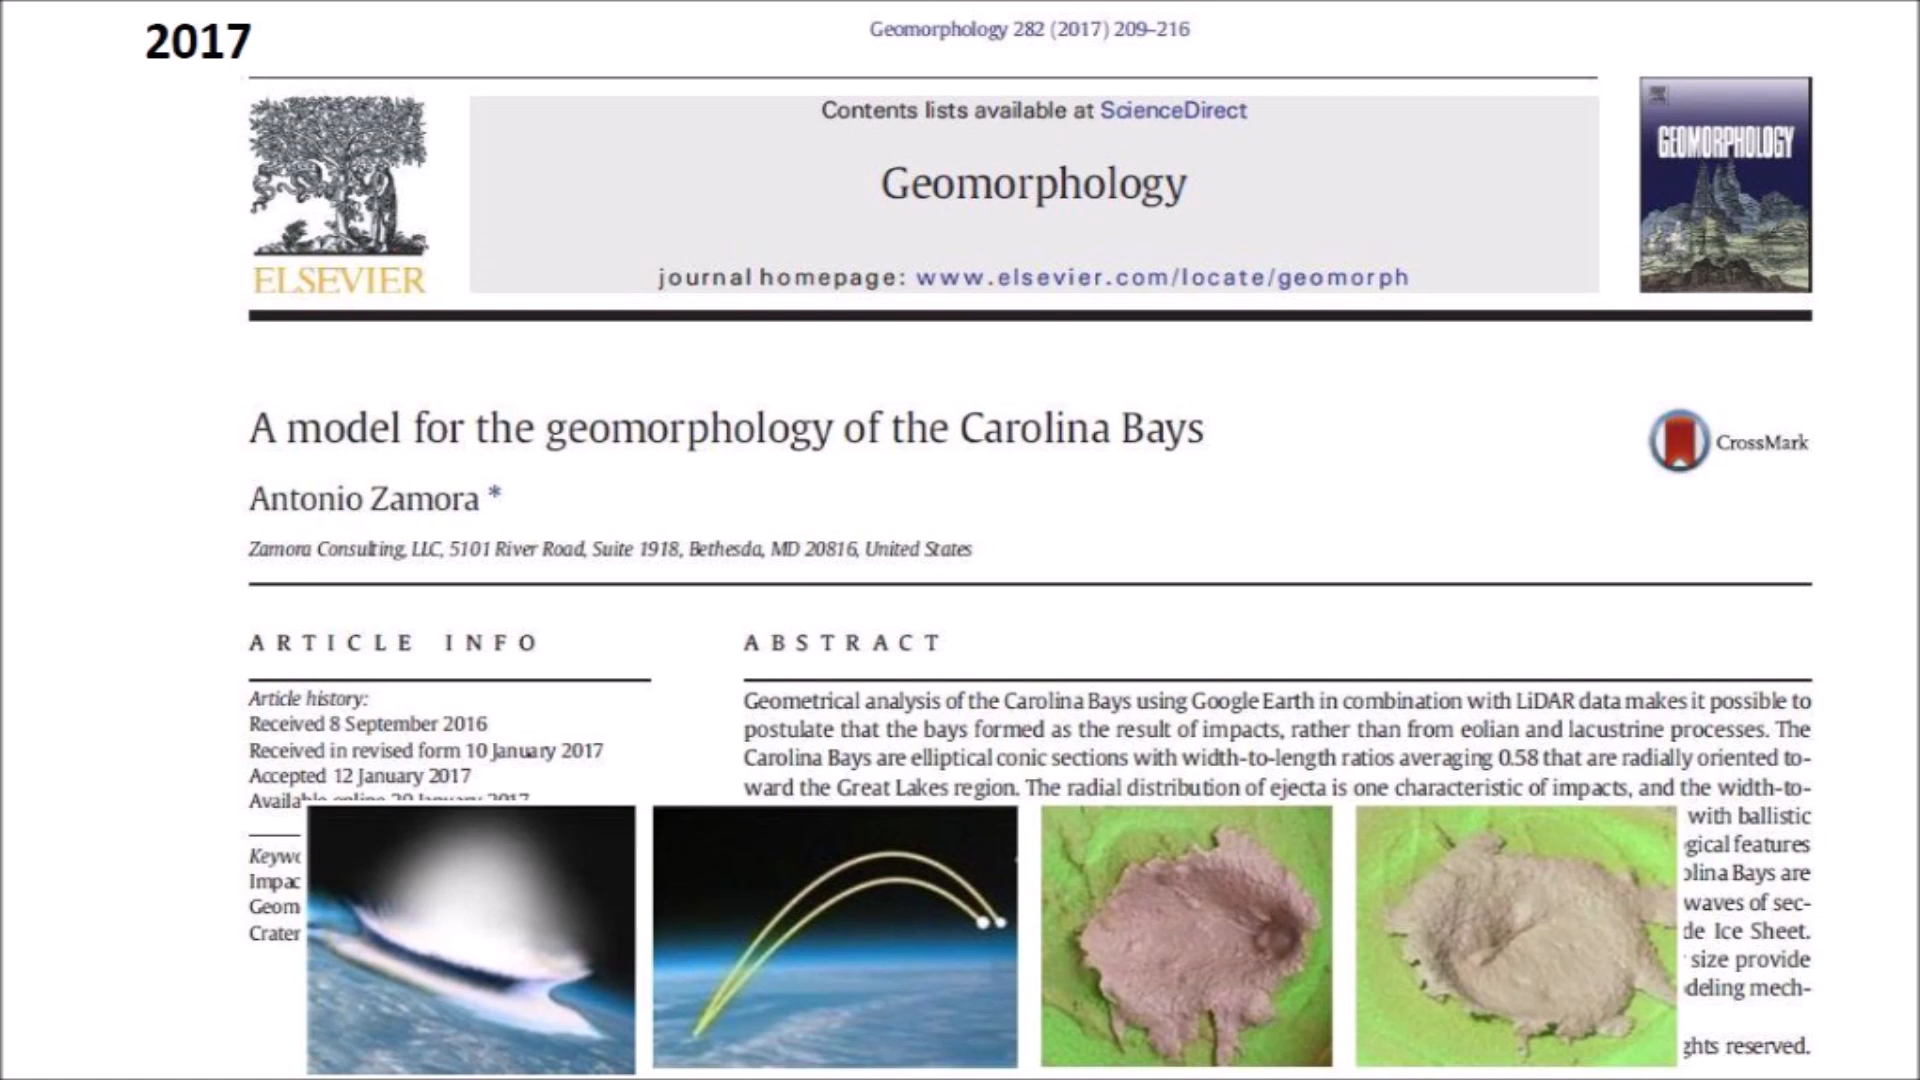 2017
Geomorphology 282 (2017) 209–216
Contents lists available at ScienceDirect
Geomorphology
journal homepage: www.elsevier.com/locate/geomorph
ELSEVIER
GEOMORPHOLOGY
A model for the geomorphology of the Carolina Bays
CrossMark
Antonio Zamora *
Zamora Consulting, LLC, 5101 River Road, Suite 1918, Bethesda, MD 20816, United States
ARTICLE INFO
Article history:
Received 8 September 2016
Received in revised form 10 January 2017
Accepted 12 January 2017
ABSTRACT
Geometrical analysis of the Carolina Bays using Google Earth in combination with LiDAR data makes it possible to
postulate that the bays formed as the result of impacts, rather than from eolian and lacustrine processes. The
Carolina Bays are elliptical conic sections with width-to-length ratios averaging 0.58 that are radially oriented to-
ward the Great Lakes region. The radial distribution of ejecta is one characteristic of impacts, and the width-to-
with ballistic
features
Bays are
waves of sec-
Ice Sheet.
size provide
mech-
reserved.